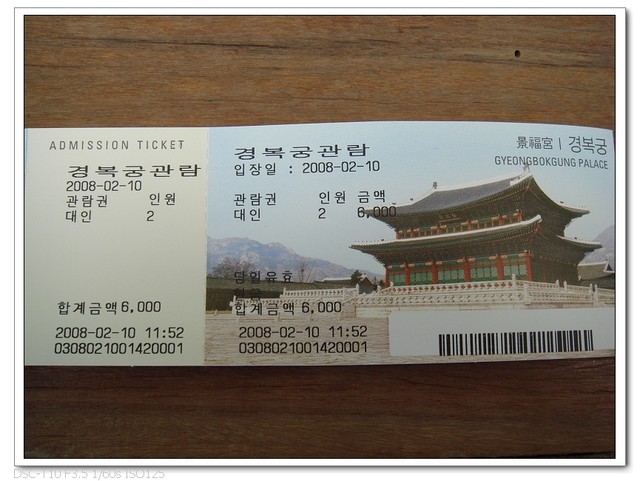 ADMISSION TICKET
경복궁관람
2008-02-10
관람권 인원
대인 2
합계금액 6,000
2008-02-10 11:52
0308021001420001
경복궁관람
입장일 : 2008-02-10
관람권 인원 금액
대인 2 6,000
당일유효
합계금액 6,000
2008-02-10 11:52
0308021001420001
景福宮 | 경복궁
GYEONGBOKGUNG PALACE
DSC-T10 F3.5 1/60s ISO125